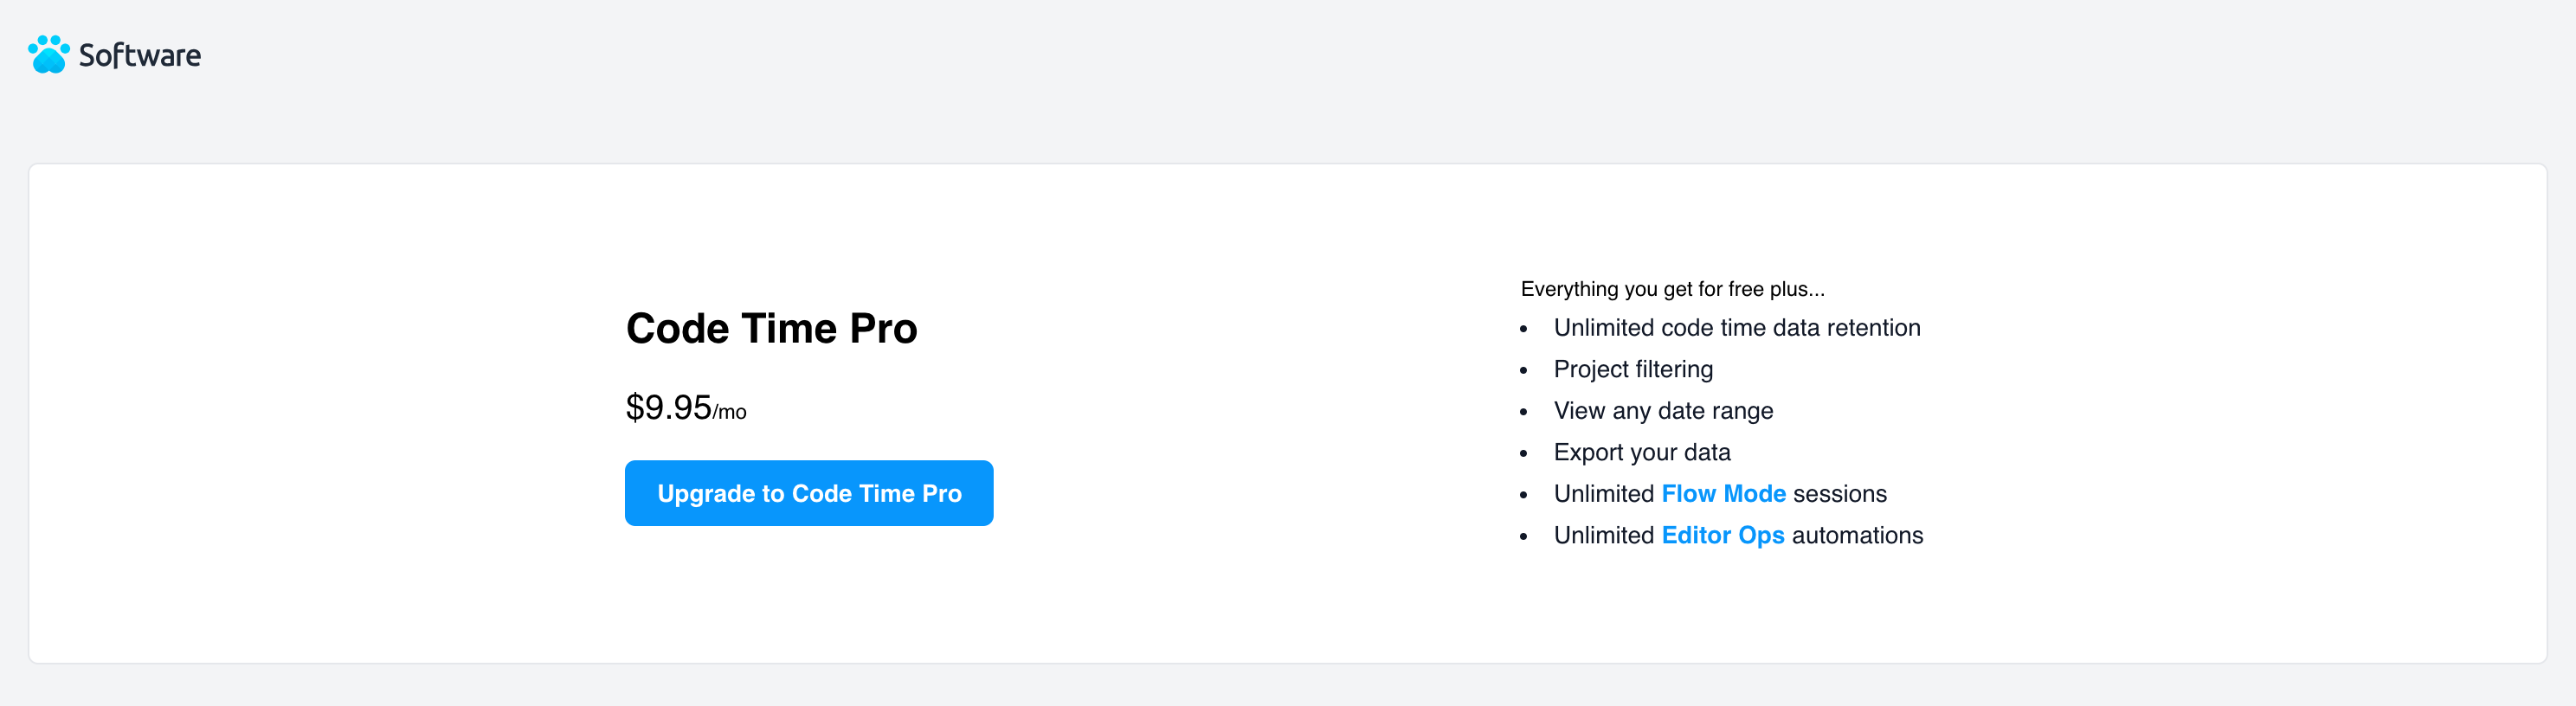 Software
Code Time Pro
$9.95/mo
Upgrade to Code Time Pro
Everything you get for free plus...
• Unlimited code time data retention
• Project filtering
• View any date range
• Export your data
• Unlimited Flow Mode sessions
• Unlimited Editor Ops automations